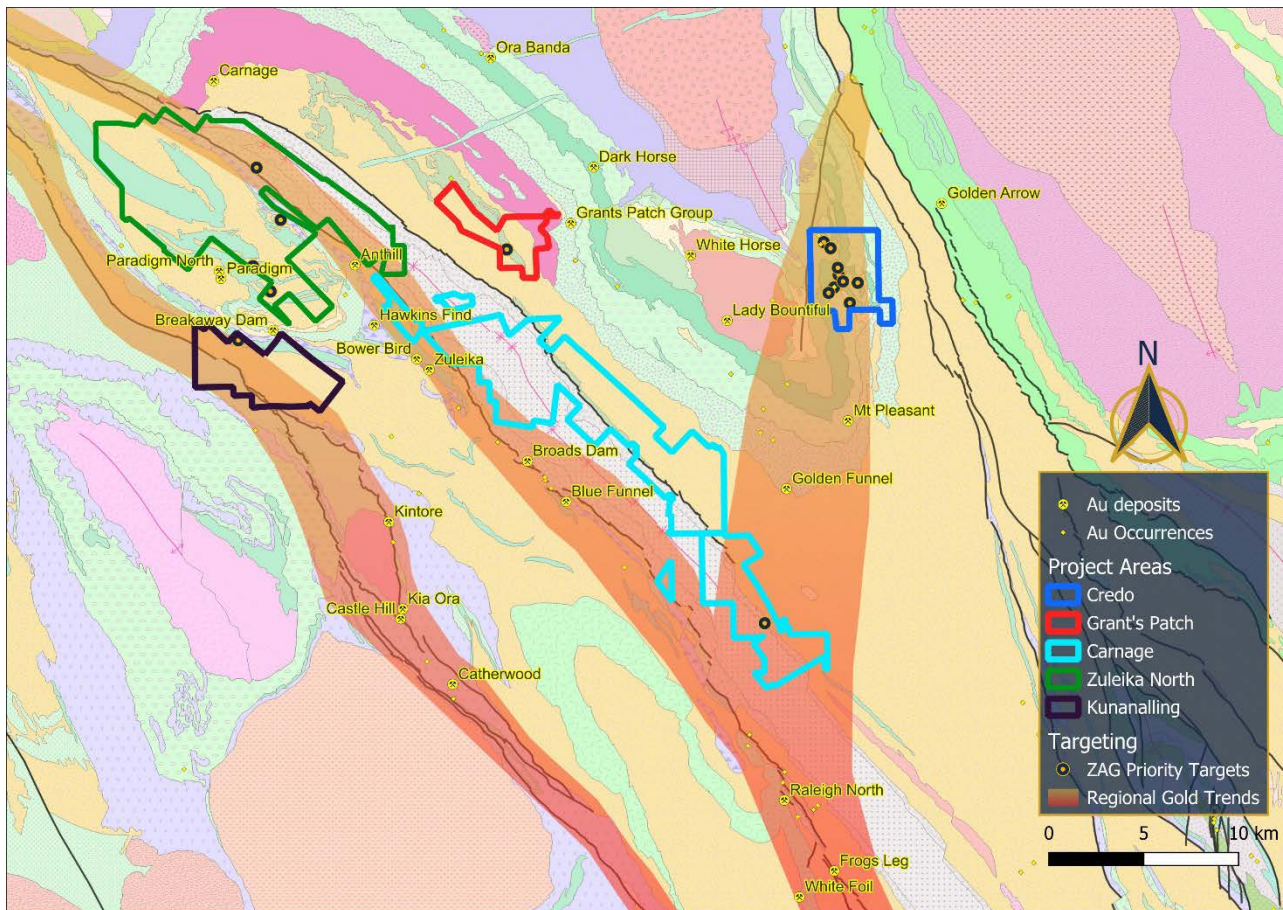 Ora Banda
Carnage
Dark Horse
Golden Arrow
Grants Patch Group
White Horse
Anthill
Paradigm North
Paradigm
Lady Bountiful
Hawkins Find
Breakaway Dam
Bower Bird
Zuleika
N
Mt Pleasant
Broads Dam
Golden Funnel
Blue Funnel
Kintore
Kia Ora
Castle Hill
Catherwood
Raleigh North
Frogs Leg
White Foil
Au deposits
Au Occurrences
Project Areas
Credo
Grant's Patch
Carnage
Zuleika North
Kunanalling
Targeting
ZAG Priority Targets
Regional Gold Trends
0 5 10 km